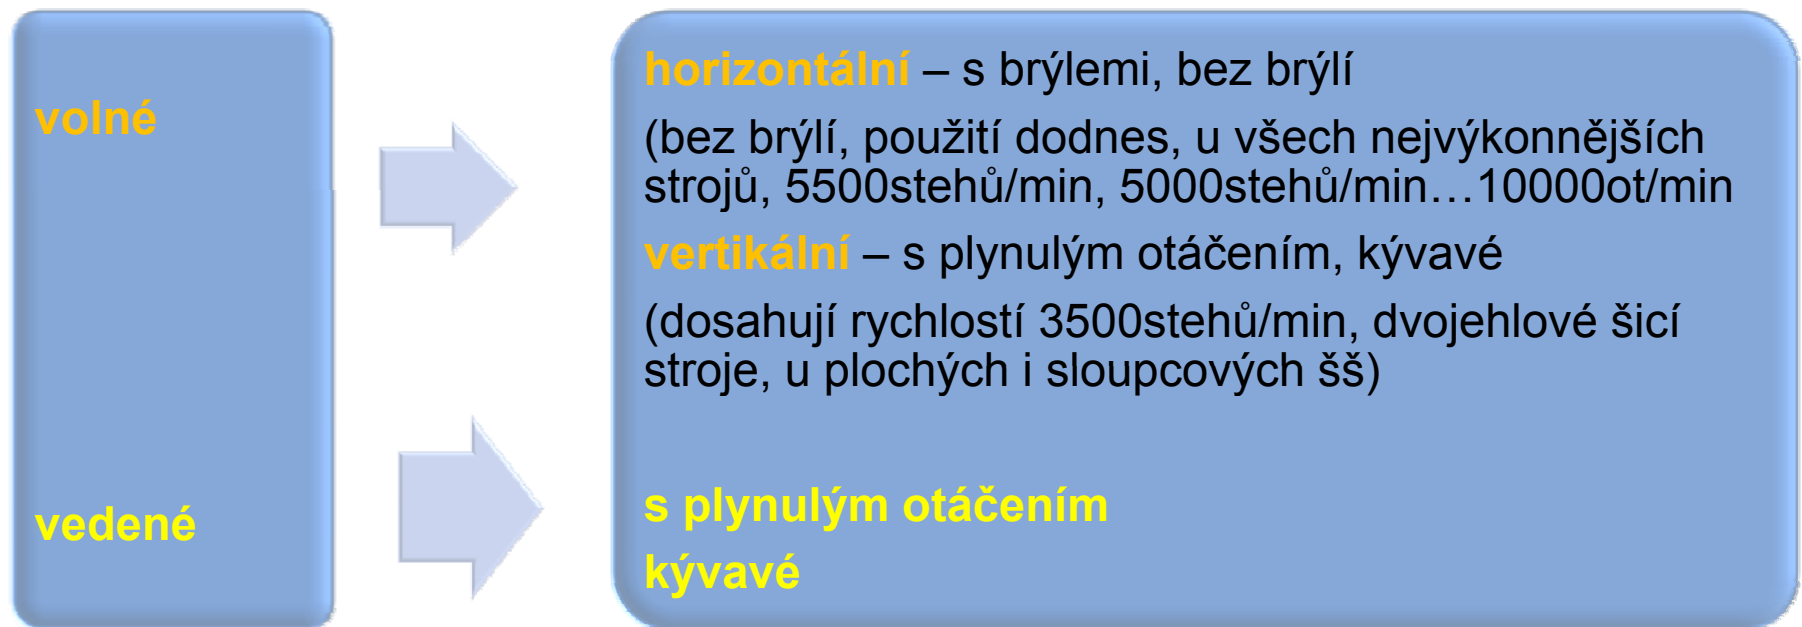 volné
horizontální – s brýlemi, bez brýlí
(bez brýlí, použití dodnes, u všech nejvýkonnějších
strojů, 5500stehů/min, 5000stehů/min…10000ot/min
vertikální – s plynulým otáčením, kývavé
(dosahují rychlostí 3500stehů/min, dvojehlové šicí
stroje, u plochých i sloupcových šš)
vedené
s plynulým otáčením
kývavé